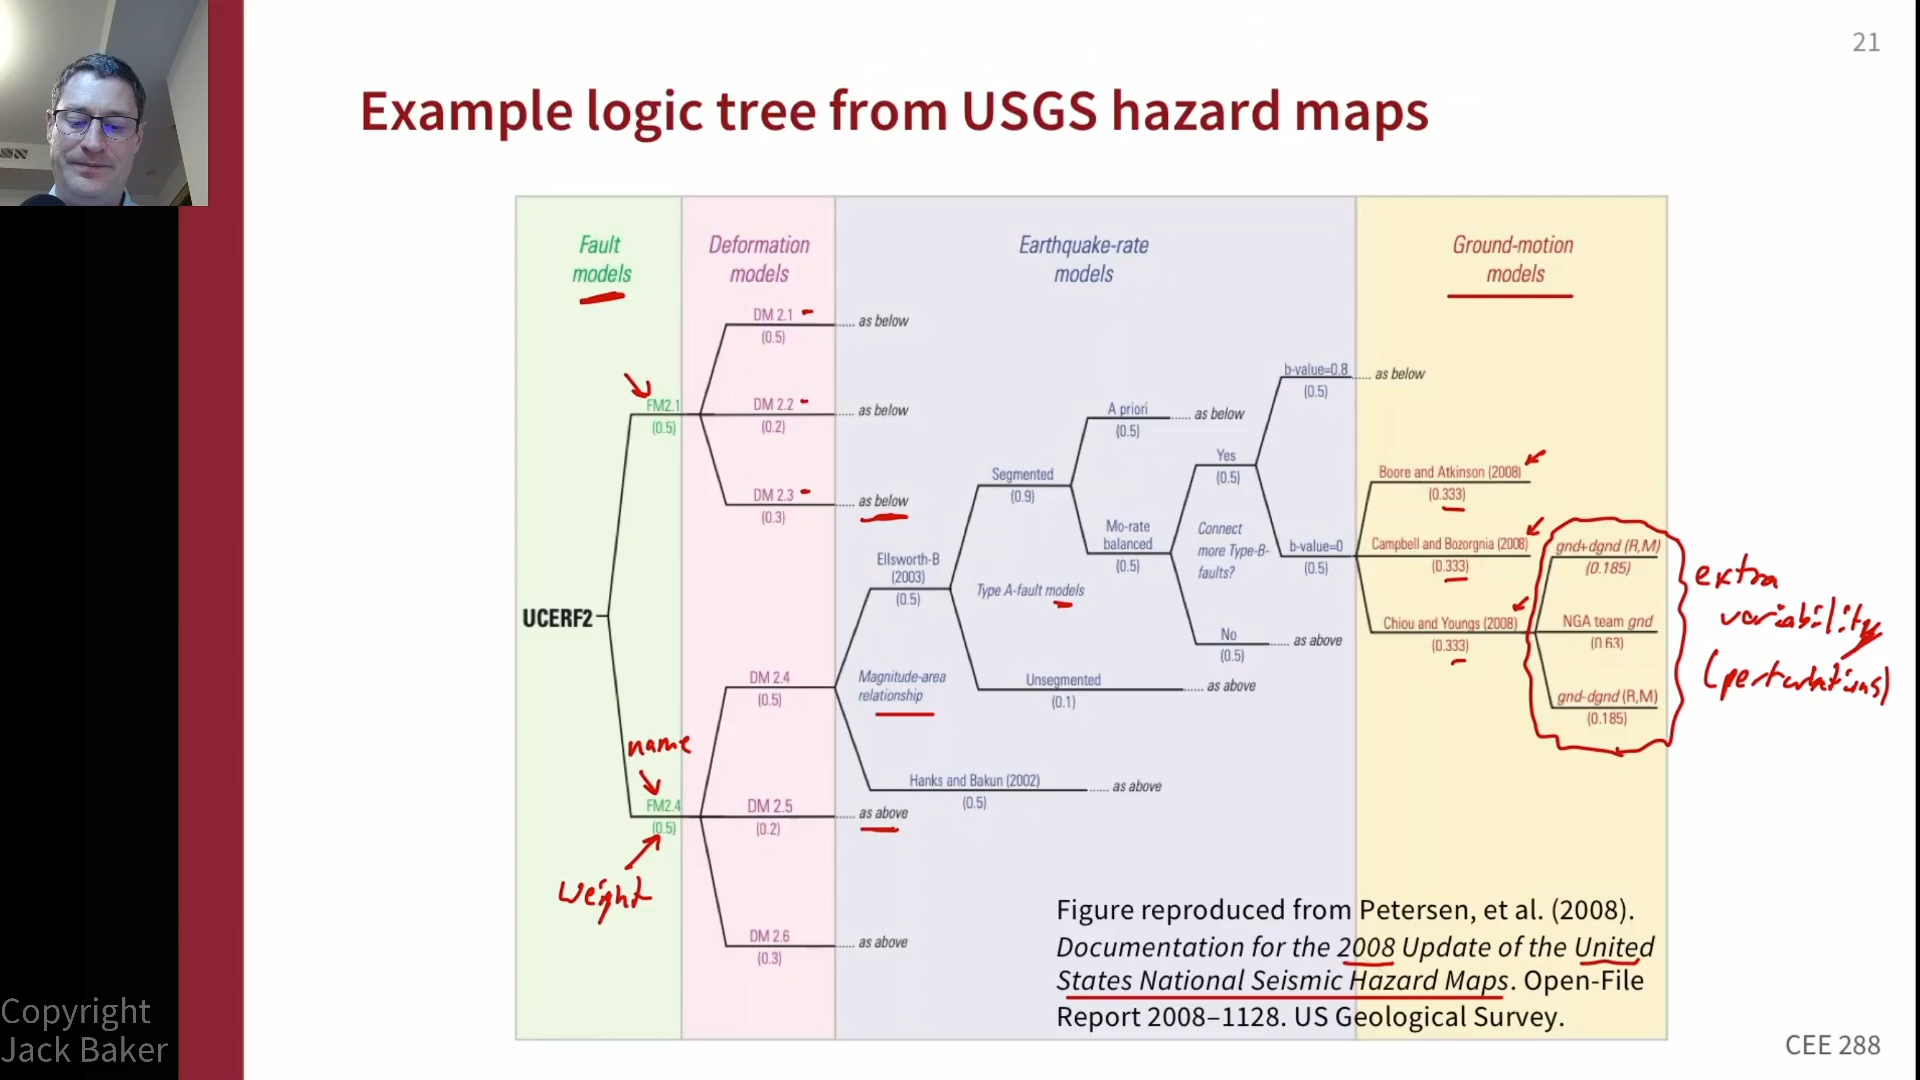 21
Example logic tree from USGS hazard maps
Fault
models
Deformation
models
Earthquake-rate
models
Ground-motion
models
DM 2.1
(0.5)
as below
FM2.1
(0.5)
DM 2.2
(0.2)
as below
DM 2.3
(0.3)
as below
UCERF2
name
FM2.4
(0.5)
weight
DM 2.4
(0.5)
DM 2.5
(0.2)
as above
DM 2.6
(0.3)
as above
Magnitude-area
relationship
Ellsworth-B
(2003)
(0.5)
Hanks and Bakun (2002)
(0.5)
as above
Type A-fault models
Segmented
(0.9)
Unsegmented
(0.1)
as above
A priori
(0.5)
as below
Mo-rate
balanced
(0.5)
Connect
more Type-B-
faults?
Yes
(0.5)
No
(0.5)
as above
b-value=0.8
(0.5)
as below
b-value=0
(0.5)
Boore and Atkinson (2008)
(0.333)
Campbell and Bozorgnia (2008)
(0.333)
Chiou and Youngs (2008)
(0.333)
gnd+dgnd (R,M)
(0.185)
NGA team gnd
(0.63)
gnd-dgnd (R,M)
(0.185)
extra
variability
(perturbations)
Figure reproduced from Petersen, et al. (2008).
Documentation for the 2008 Update of the United
States National Seismic Hazard Maps. Open-File
Report 2008–1128. US Geological Survey.
Copyright
Jack Baker
CEE 288